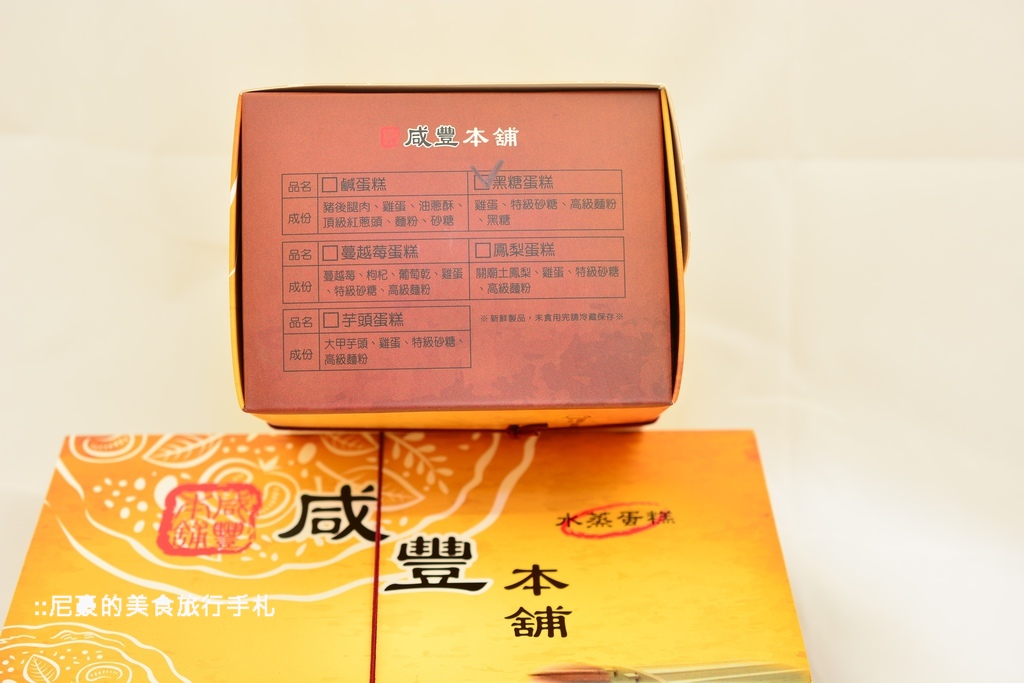 咸豐本舖
品名 □鹹蛋糕 □黑糖蛋糕
成份 豬後腿肉、雞蛋、油蔥酥、 雞蛋、特級砂糖、高級麵粉
頂級紅蔥頭、麵粉、砂糖 、黑糖
品名 □蔓越莓蛋糕 □鳳梨蛋糕
成份 蔓越莓、枸杞、葡萄乾、雞蛋 關廟土鳳梨、雞蛋、特級砂糖
、特級砂糖、高級麵粉 、高級麵粉
品名 □芋頭蛋糕 ※新鮮製品，未食用完請冷藏保存※
成份 大甲芋頭、雞蛋、特級砂糖、
高級麵粉
咸豐本舖
咸豐
本舖
水蒸蛋糕
::尼豪的美食旅行手札